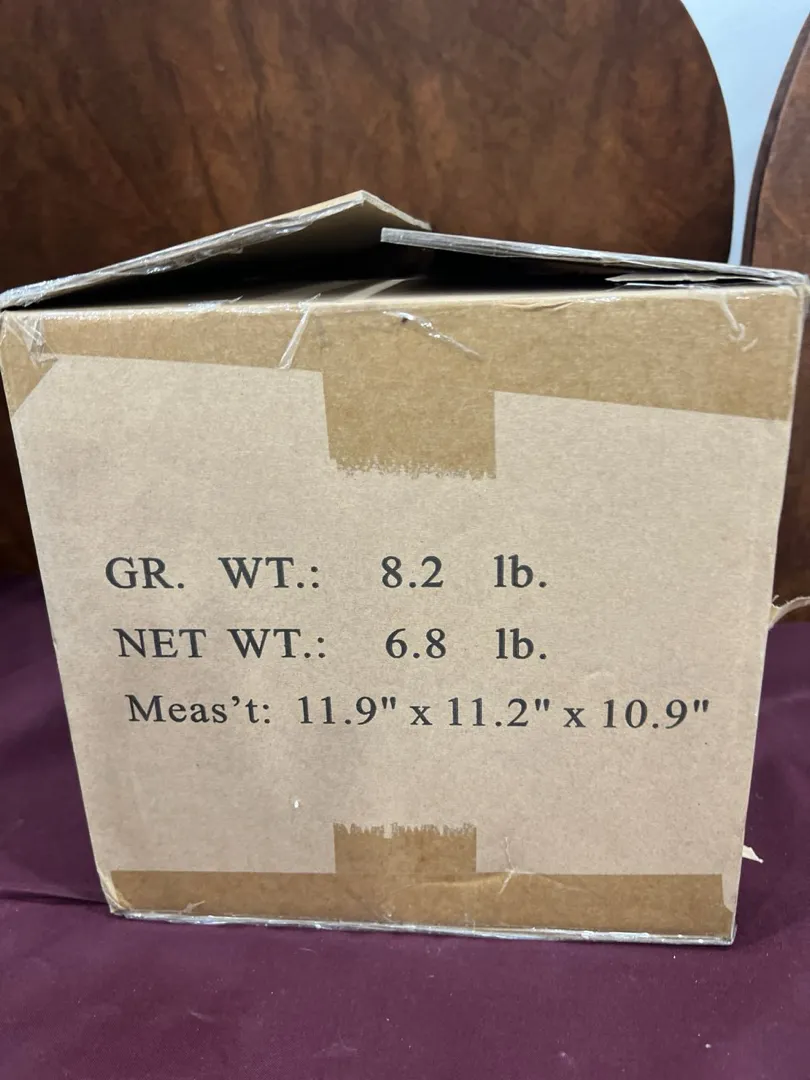 GR. WT.: 8.2 lb.
NET WT.: 6.8 lb.
Meas't: 11.9" x 11.2" x 10.9"